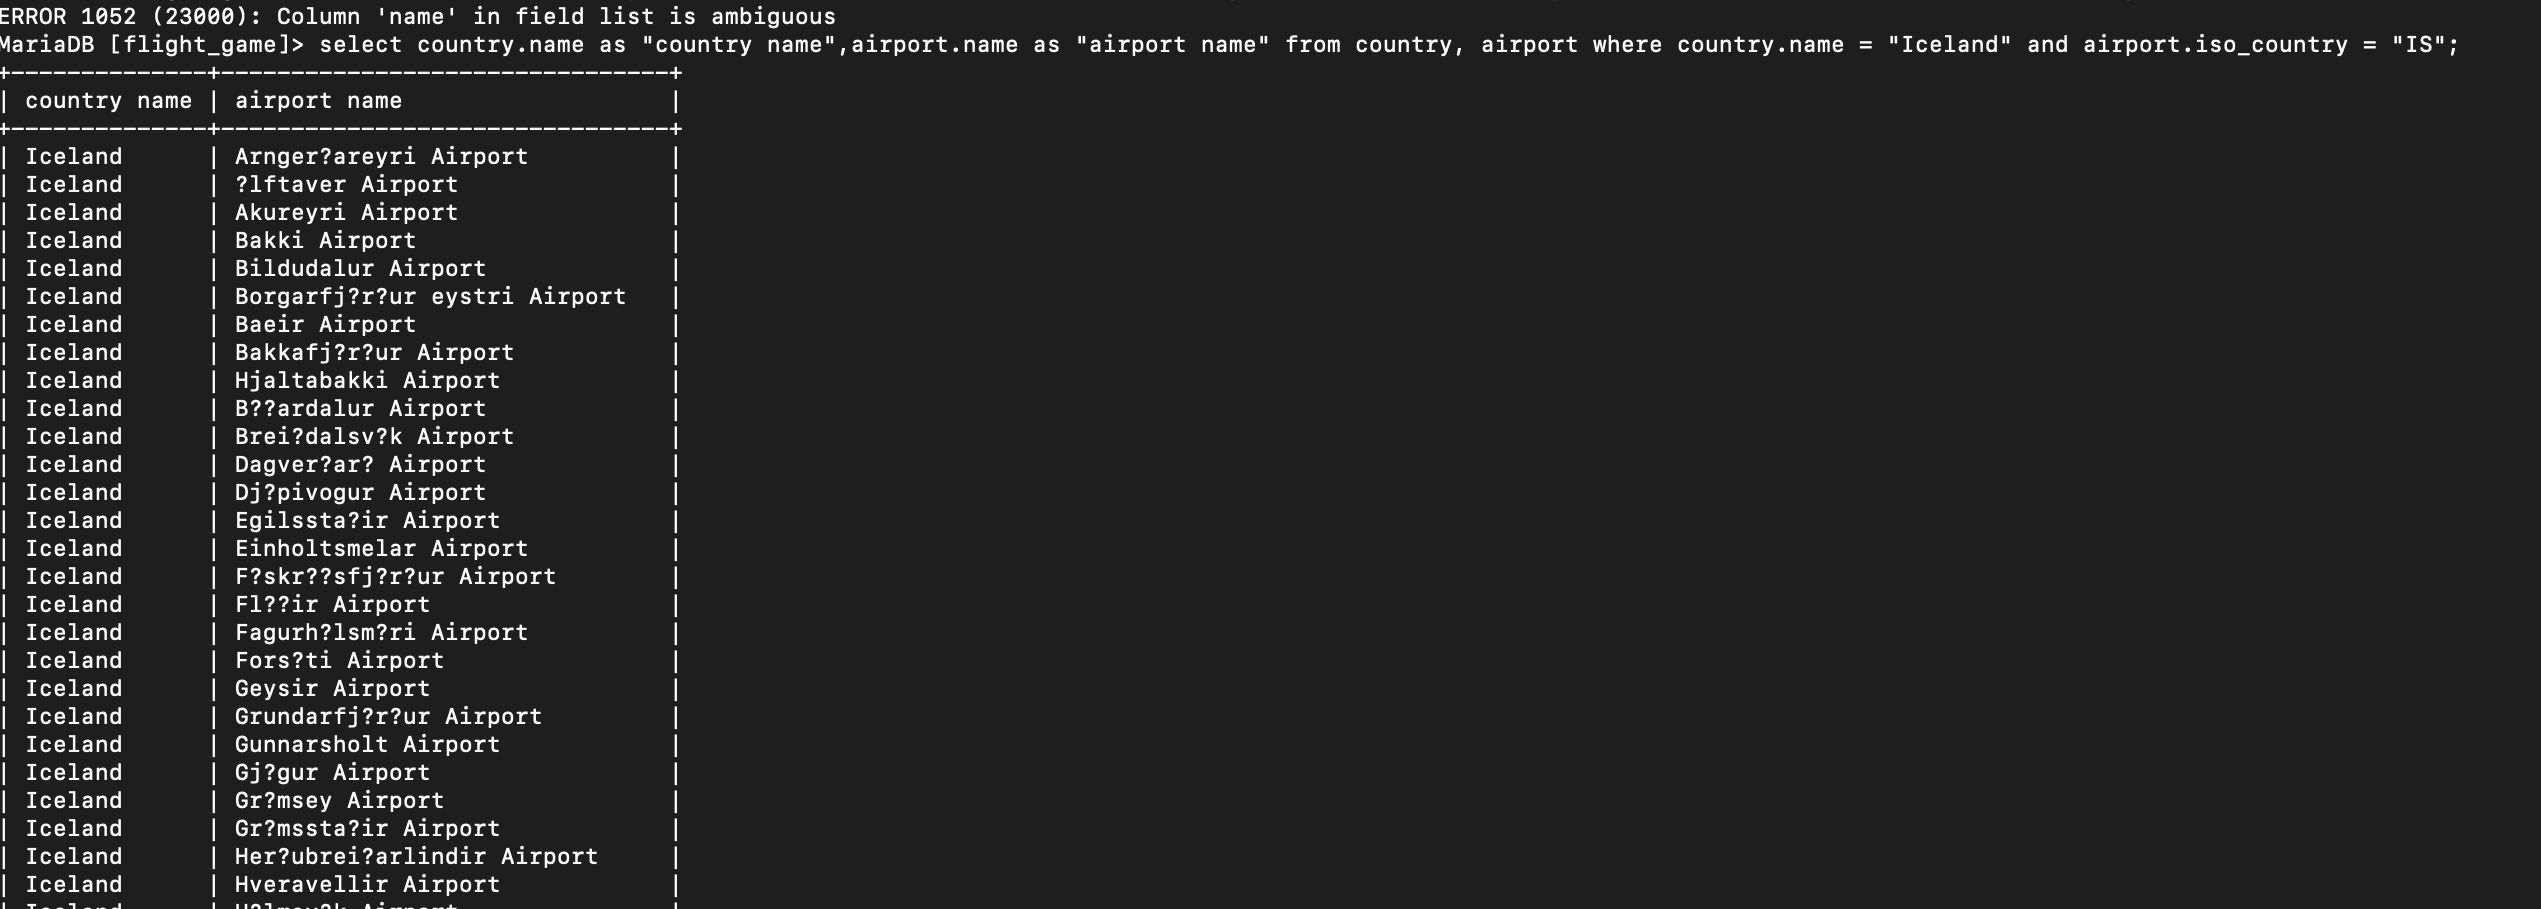 ERROR 1052 (23000): Column 'name' in field list is ambiguous
MariaDB [flight_game]> select country.name as "country name",airport.name as "airport name" from country, airport where country.name = "Iceland" and airport.iso_country = "IS";
+---------------+---------------------------------+
| country name | airport name |
+---------------+---------------------------------+
| Iceland | Arnger?areyri Airport |
| Iceland | ?lftaver Airport |
| Iceland | Akureyri Airport |
| Iceland | Bakki Airport |
| Iceland | Bildudalur Airport |
| Iceland | Borgarfj?r?ur eystri Airport |
| Iceland | Baeir Airport |
| Iceland | Bakkafj?r?ur Airport |
| Iceland | Hjaltabakki Airport |
| Iceland | B??ardalur Airport |
| Iceland | Brei?dalsv?k Airport |
| Iceland | Dagver?ar? Airport |
| Iceland | Dj?pivogur Airport |
| Iceland | Egilssta?ir Airport |
| Iceland | Einholtsmelar Airport |
| Iceland | F?skr??sfj?r?ur Airport |
| Iceland | Fl??ir Airport |
| Iceland | Fagurh?lsm?ri Airport |
| Iceland | Fors?ti Airport |
| Iceland | Geysir Airport |
| Iceland | Grundarfj?r?ur Airport |
| Iceland | Gunnarsholt Airport |
| Iceland | Gj?gur Airport |
| Iceland | Gr?msey Airport |
| Iceland | Gr?mssta?ir Airport |
| Iceland | Her?ubrei?arlindir Airport |
| Iceland | Hveravellir Airport |
| Iceland | Airport |